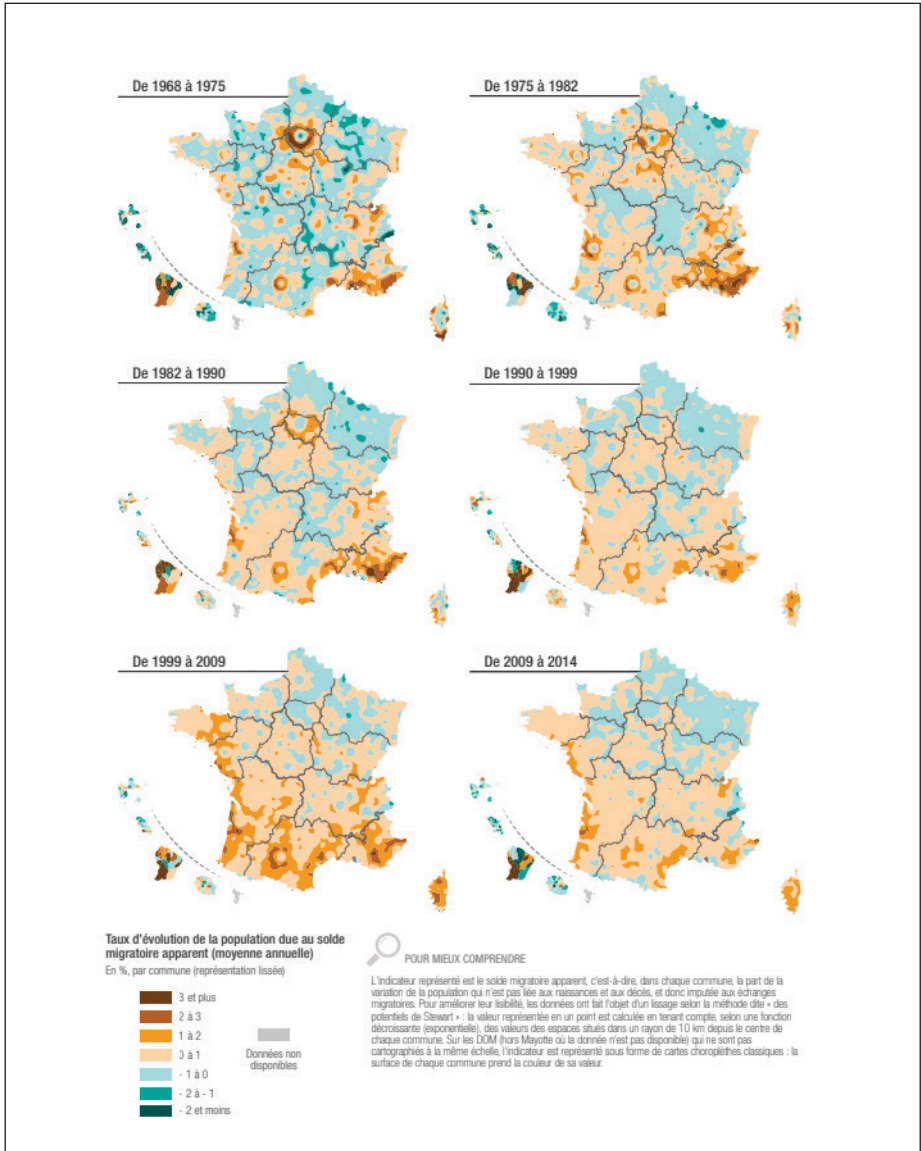 De 1968 à 1975
De 1975 à 1982
De 1982 à 1990
De 1990 à 1999
De 1999 à 2009
De 2009 à 2014
Taux d'évolution de la population due au solde
migratoire apparent (moyenne annuelle)
En %, par commune (représentation lissée)
3 et plus
2 à 3
1 à 2
0 à 1
- 1 à 0
- 2 à - 1
- 2 et moins
Données non
disponibles
POUR MIEUX COMPRENDRE
L'indicateur représenté est le solde migratoire apparent, c'est-à-dire, dans chaque commune, la part de la
variation de la population qui n'est pas liée aux naissances et aux décès, et donc imputée aux échanges
migratoires. Pour améliorer leur lisibilité, les données ont fait l'objet d'un lissage selon la méthode dite « des
potentiels de Stewart » : la valeur représentée en un point est calculée en tenant compte, selon une fonction
décroissante (exponentielle), des valeurs des espaces situés dans un rayon de 10 km depuis le centre de
chaque commune. Sur les DOM (hors Mayotte où la donnée n'est pas disponible) qui ne sont pas
cartographiés à la même échelle, l'indicateur est représenté sous forme de cartes choroplèthes classiques : la
surface de chaque commune prend la couleur de sa valeur.